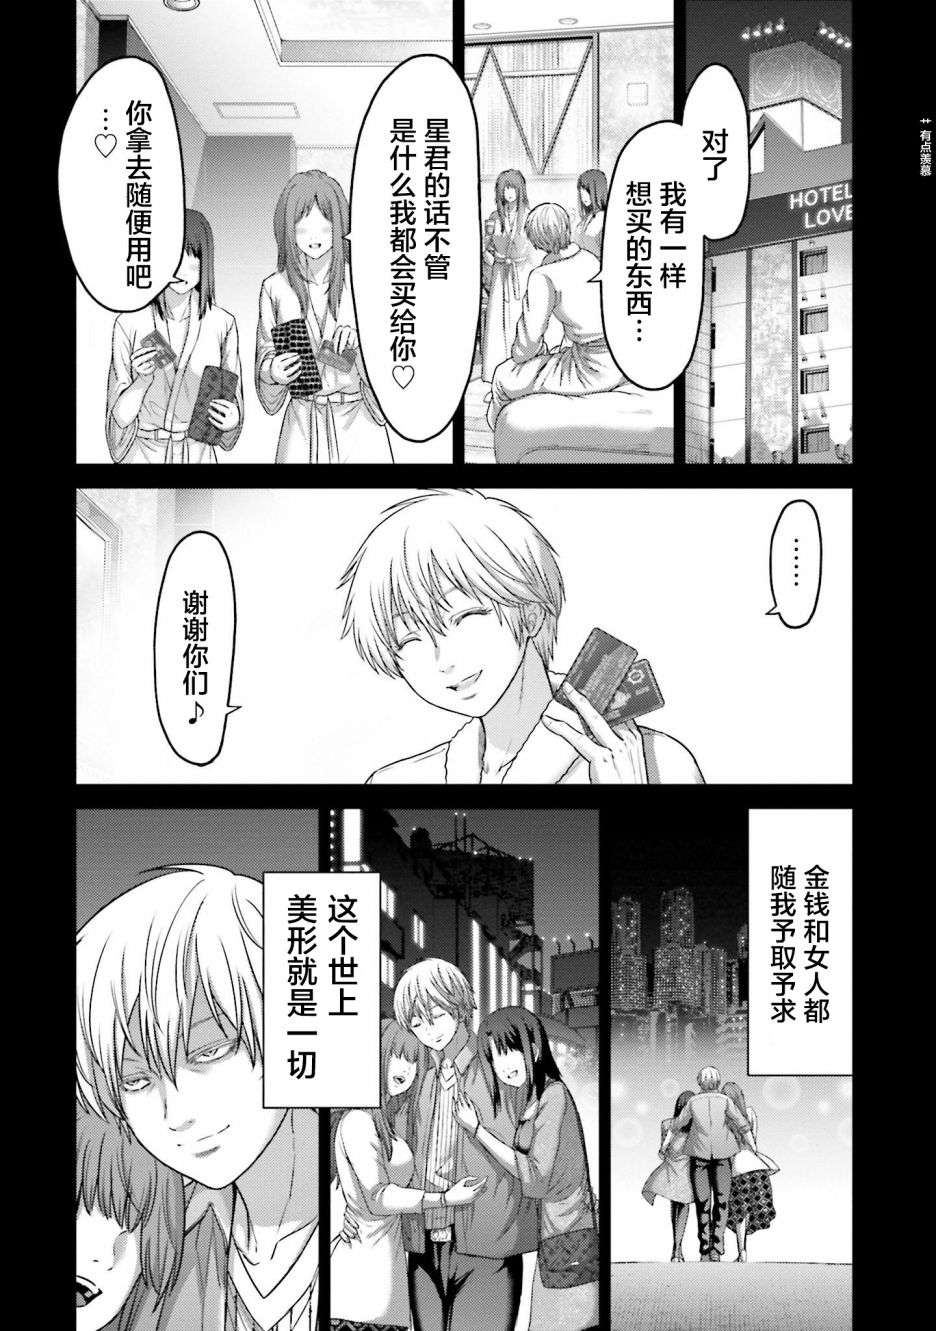 ‡有点羡慕
HOTEL
LOVE
对了
我有一样
想买的东西…
星君的话不管
是什么我都会买给你♡
你拿去随便用吧
…♡
……
谢谢你们♪
金钱和女人都
随我予取予求
这个世上
美形就是一切